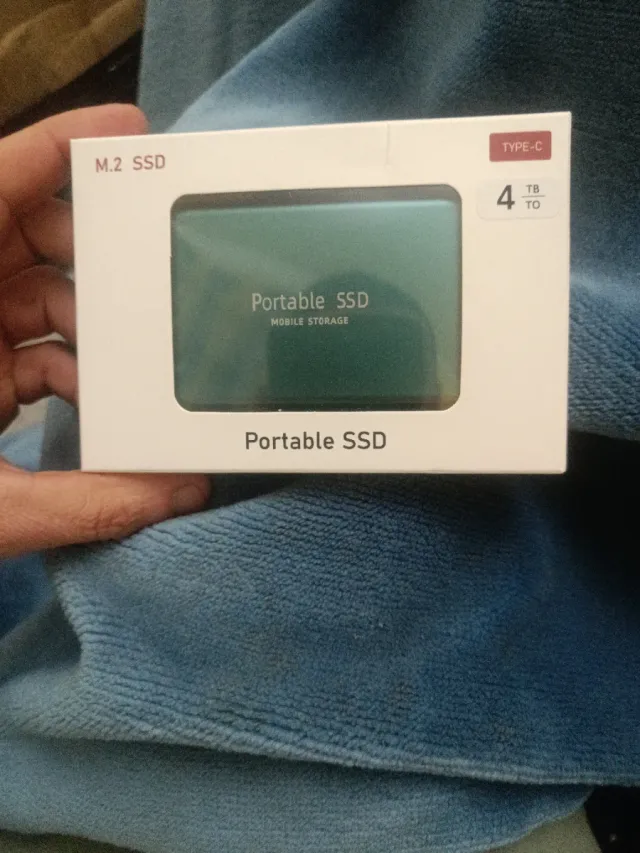 M.2 SSD
TYPE-C
4 TB
TO
Portable SSD
MOBILE STORAGE
Portable SSD